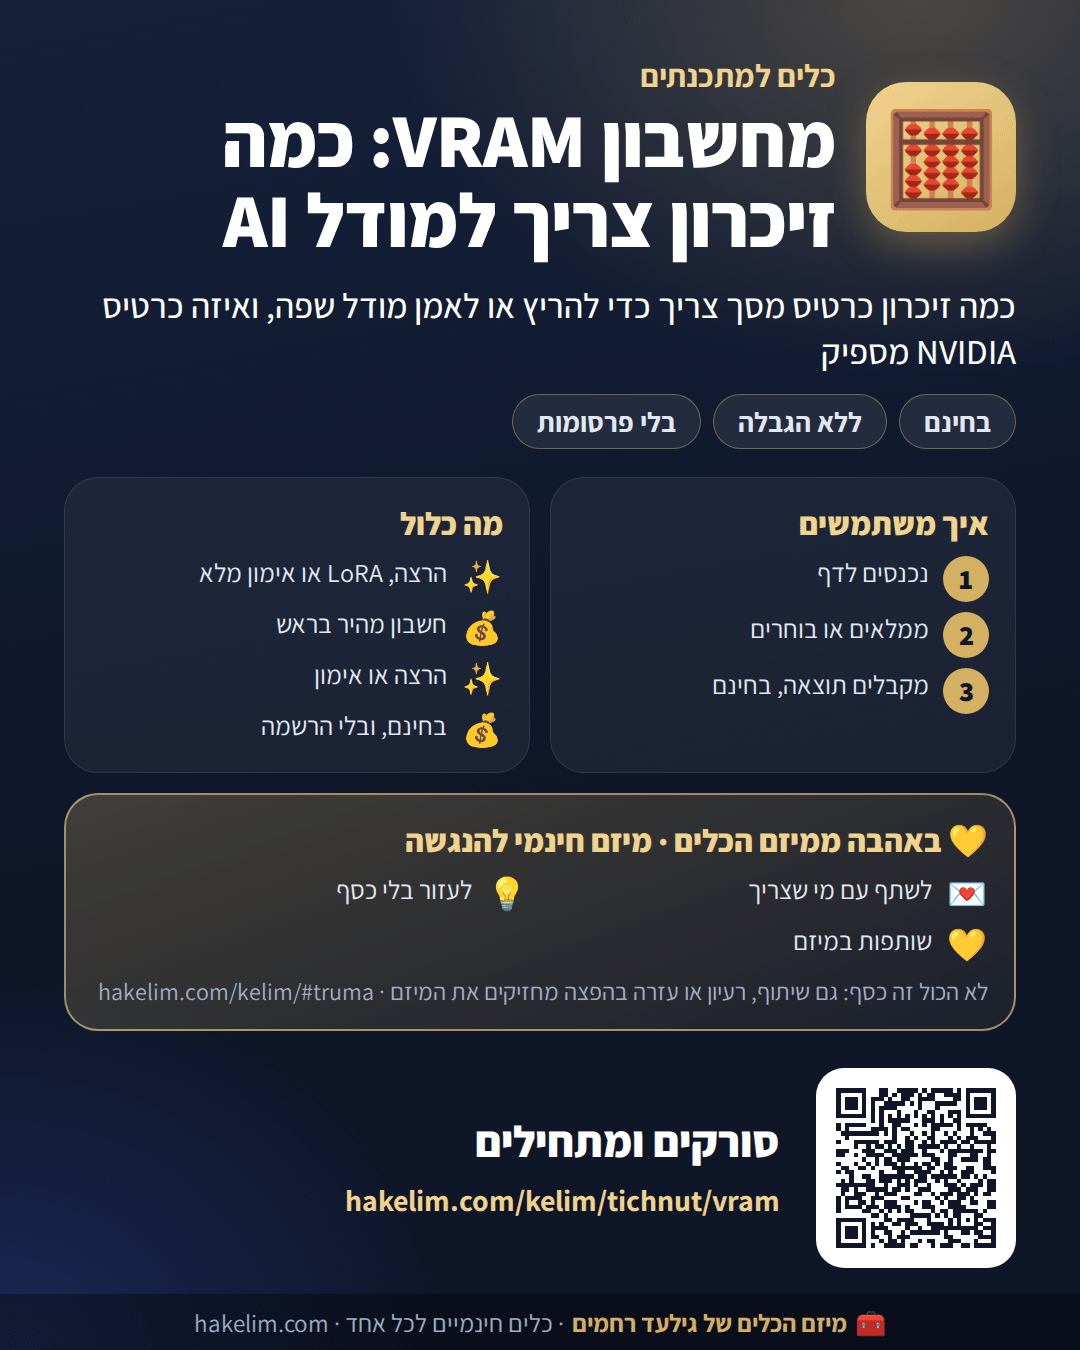 כלים למתכנתים
מחשבון VRAM: כמה
זיכרון צריך למודל AI
כמה זיכרון כרטיס מסך צריך כדי להריץ או לאמן מודל שפה, ואיזה כרטיס
NVIDIA מספיק
בחינם
ללא הגבלה
בלי פרסומות
איך משתמשים
1 נכנסים לדף
2 ממלאים או בוחרים
3 מקבלים תוצאה, בחינם
מה כלול
הרצה, LoRA או אימון מלא
חשבון מהיר בראש
הרצה או אימון
בחינם, ובלי הרשמה
באהבה ממיזם הכלים · מיזם חינמי להנגשה
לשתף עם מי שצריך
לעזור בלי כסף
שותפות במיזם
לא הכול זה כסף: גם שיתוף, רעיון או עזרה בהפצה מחזיקים את המיזם · hakelim.com/kelim/#truma
סורקים ומתחילים
hakelim.com/kelim/tichnut/vram
מיזם הכלים של גילעד רחמים · כלים חינמיים לכל אחד · hakelim.com